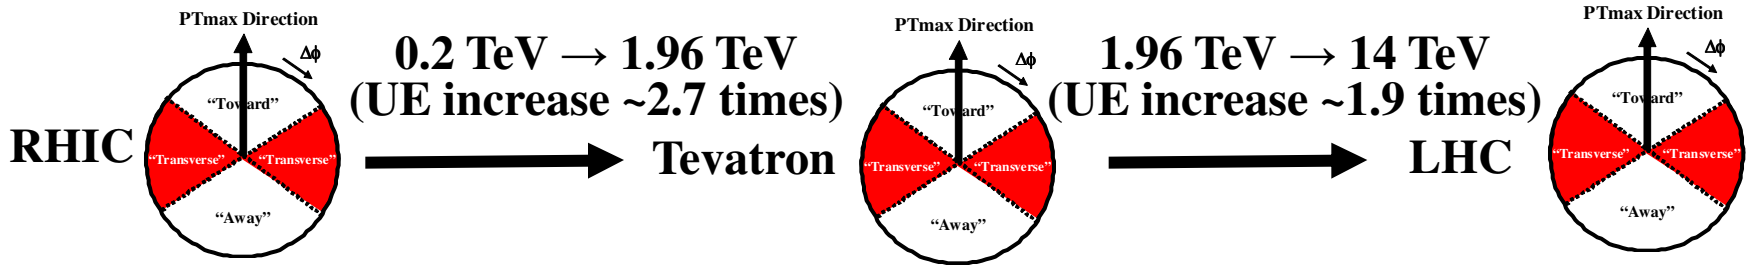 PTmax Direction
Δϕ
“Toward”
“Transverse” “Transverse”
“Away”
RHIC
0.2 TeV → 1.96 TeV
(UE increase ~2.7 times)
Tevatron
PTmax Direction
Δϕ
“Toward”
“Transverse” “Transverse”
“Away”
1.96 TeV → 14 TeV
(UE increase ~1.9 times)
LHC
PTmax Direction
Δϕ
“Toward”
“Transverse” “Transverse”
“Away”